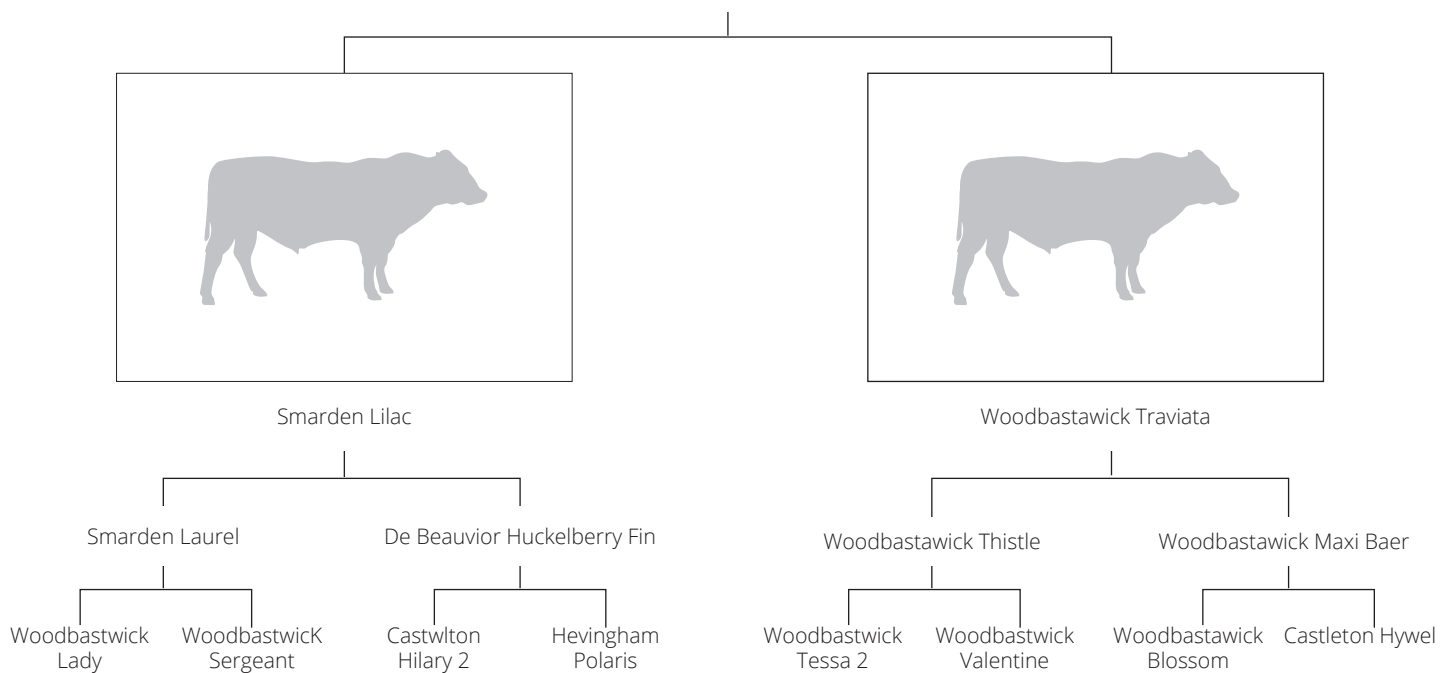 Smarden Lilac
Woodbastawick Traviata
Smarden Laurel
De Beauvior Huckelberry Fin
Woodbastawick Thistle
Woodbastawick Maxi Baer
Woodbastwick
Lady
WoodbastwicK
Sergeant
Castwlton
Hilary 2
Hevingham
Polaris
Woodbastwick
Tessa 2
Woodbastwick
Valentine
Woodbastawick
Blossom
Castleton Hywel